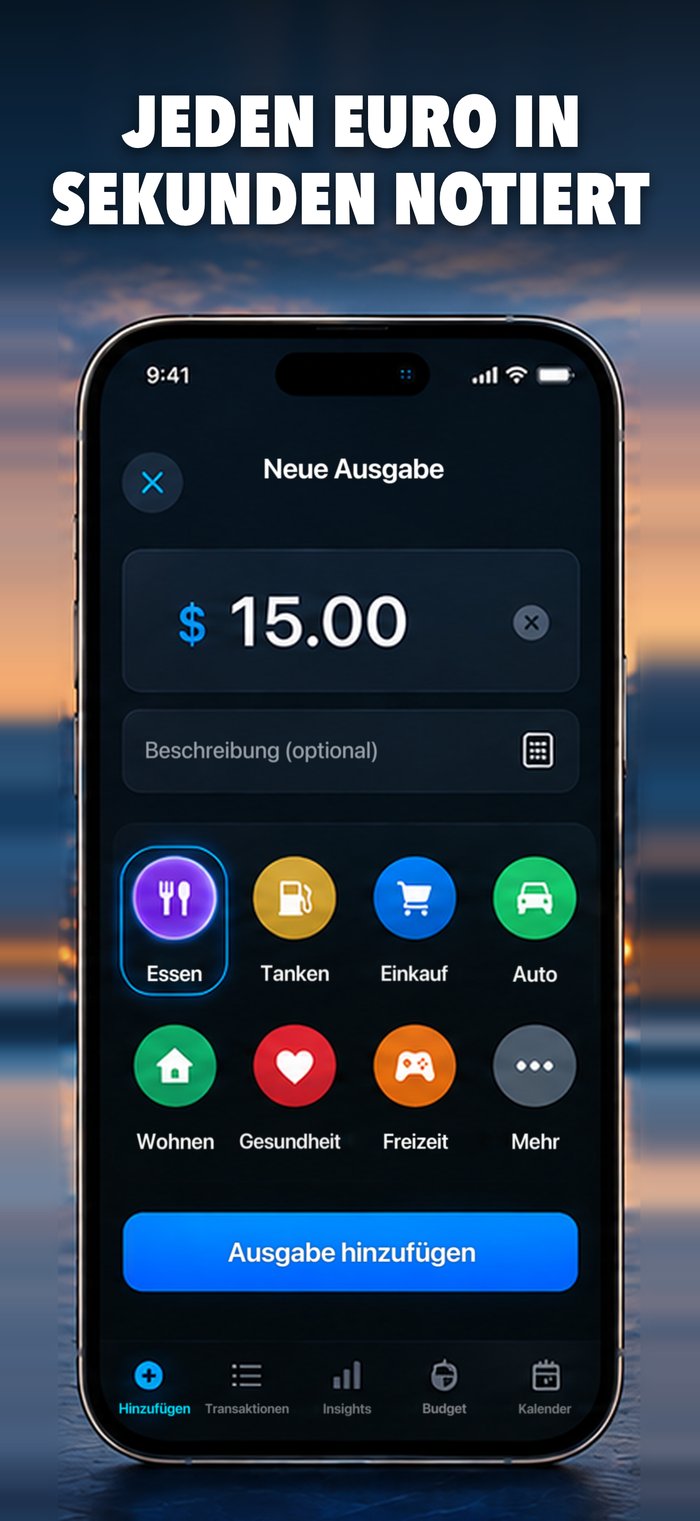 JEDEN EURO IN
SEKUNDEN NOTIERT
9:41
Neue Ausgabe
$ 15.00
Beschreibung (optional)
Essen Tanken Einkauf Auto
Wohnen Gesundheit Freizeit Mehr
Ausgabe hinzufügen
Hinzufügen Transaktionen Insights Budget Kalender